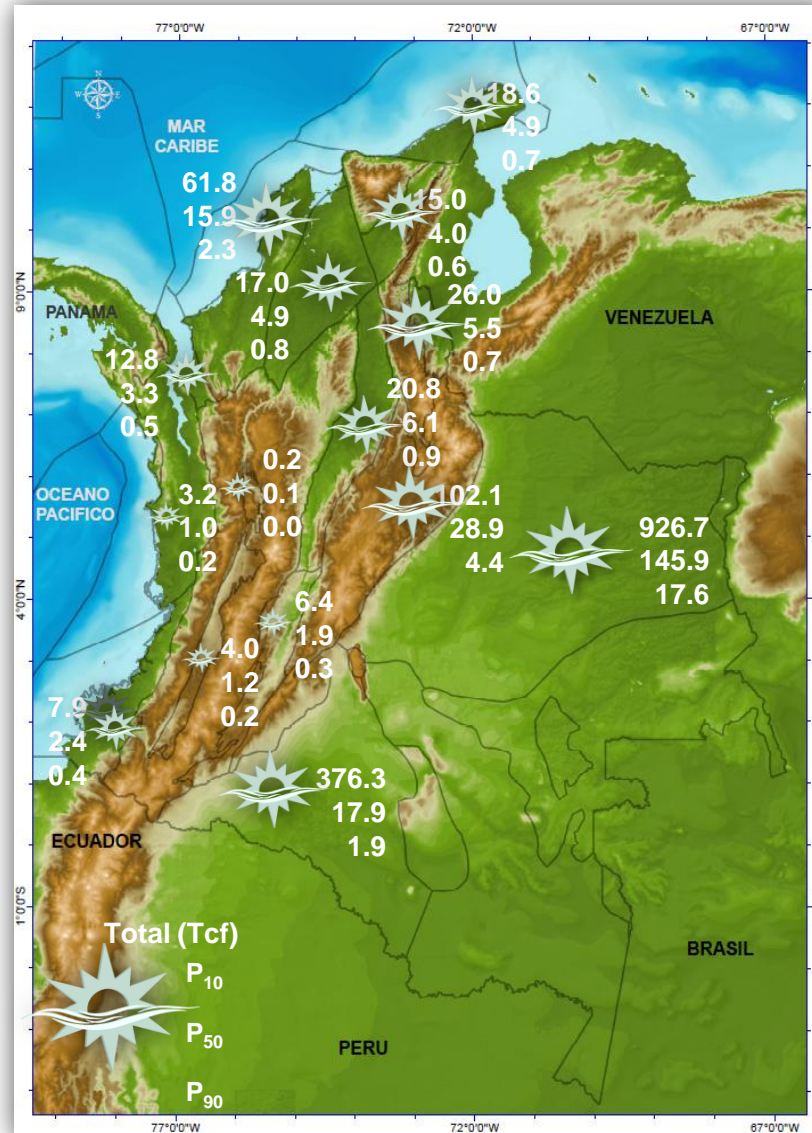 77°0'0"W
72°0'0"W
67°0'0"W
N
W
E
S
MAR
CARIBE
18.6
4.9
0.7
61.8
15.9
2.3
15.0
4.0
0.6
9°0'0"N
17.0
4.9
0.8
26.0
5.5
0.7
PANAMA
VENEZUELA
12.8
3.3
0.5
20.8
6.1
0.9
OCEANO
PACIFICO
0.2
0.1
0.0
3.2
1.0
0.2
102.1
28.9
4.4
926.7
145.9
17.6
4°0'0"N
6.4
1.9
0.3
4.0
1.2
0.2
7.9
2.4
0.4
376.3
17.9
1.9
ECUADOR
1°0'0"S
Total (Tcf)
P10
P50
P90
BRASIL
PERU
77°0'0"W
72°0'0"W
67°0'0"W